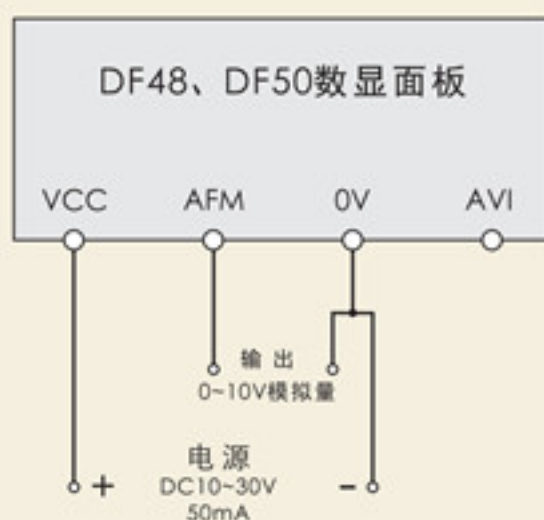 DF48、DF50数显面板
VCC AFM 0V AVI
输出
0~10V模拟量
电源
+ DC10~30V -
50mA